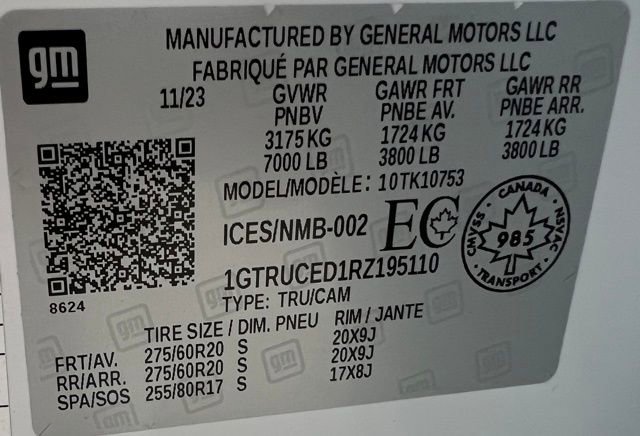 gm
MANUFACTURED BY GENERAL MOTORS LLC
FABRIQUÉ PAR GENERAL MOTORS LLC
11/23 GVWR GAWR FRT GAWR RR
PNBV PNBE AV. PNBE ARR.
3175 KG 1724 KG 1724 KG
7000 LB 3800 LB 3800 LB
MODEL/MODÈLE: 10TK10753
ICES/NMB-002 EC
CANADA
CMVSS NSVAC
985
TRANSPORT
1GTRUCED1RZ195110
8624
TYPE: TRU/CAM
TIRE SIZE / DIM. PNEU RIM / JANTE
FRT/AV. 275/60R20 S 20X9J
RR/ARR. 275/60R20 S 20X9J
SPA/SOS 255/80R17 S 17X8J